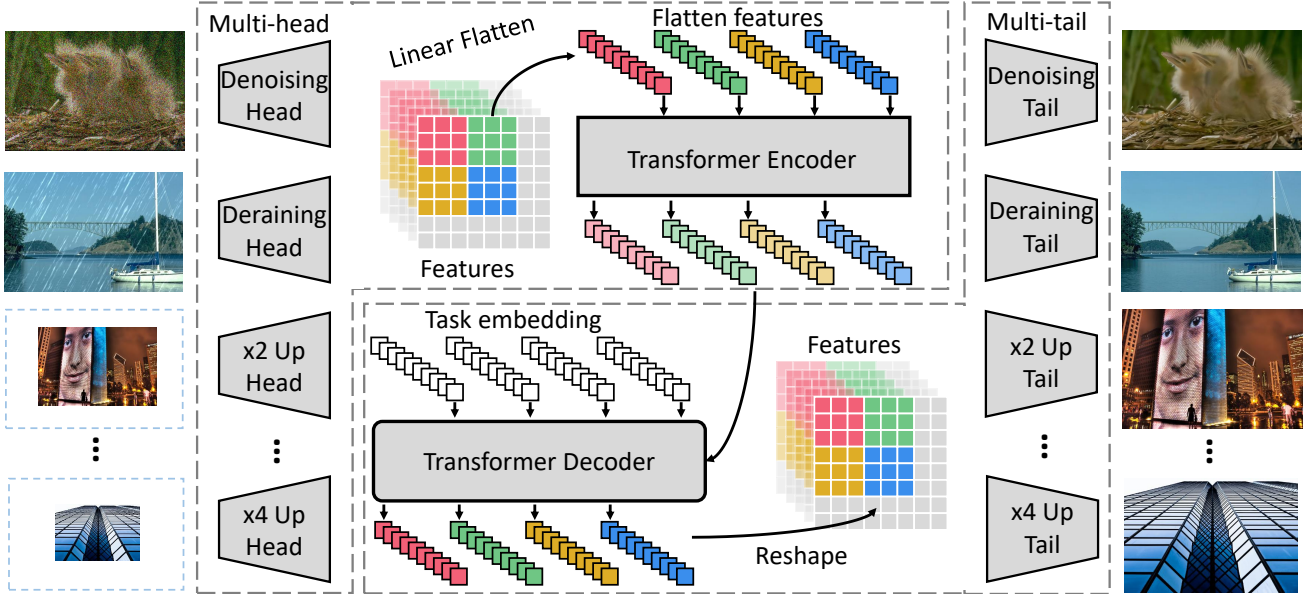 Multi-head
Denoising
Head
Deraining
Head
x2 Up
Head
...
x4 Up
Head
Linear Flatten
Features
Flatten features
Transformer Encoder
Task embedding
Transformer Decoder
Features
Reshape
Multi-tail
Denoising
Tail
Deraining
Tail
x2 Up
Tail
...
x4 Up
Tail